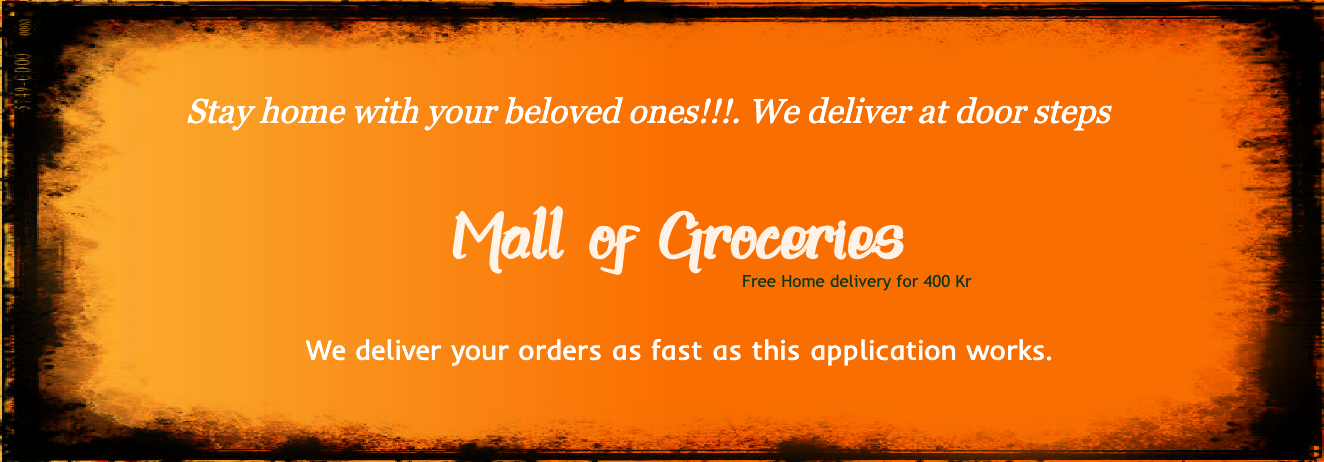 Stay home with your beloved ones!!!. We deliver at door steps
Mall of Groceries
Free Home delivery for 400 Kr
We deliver your orders as fast as this application works.